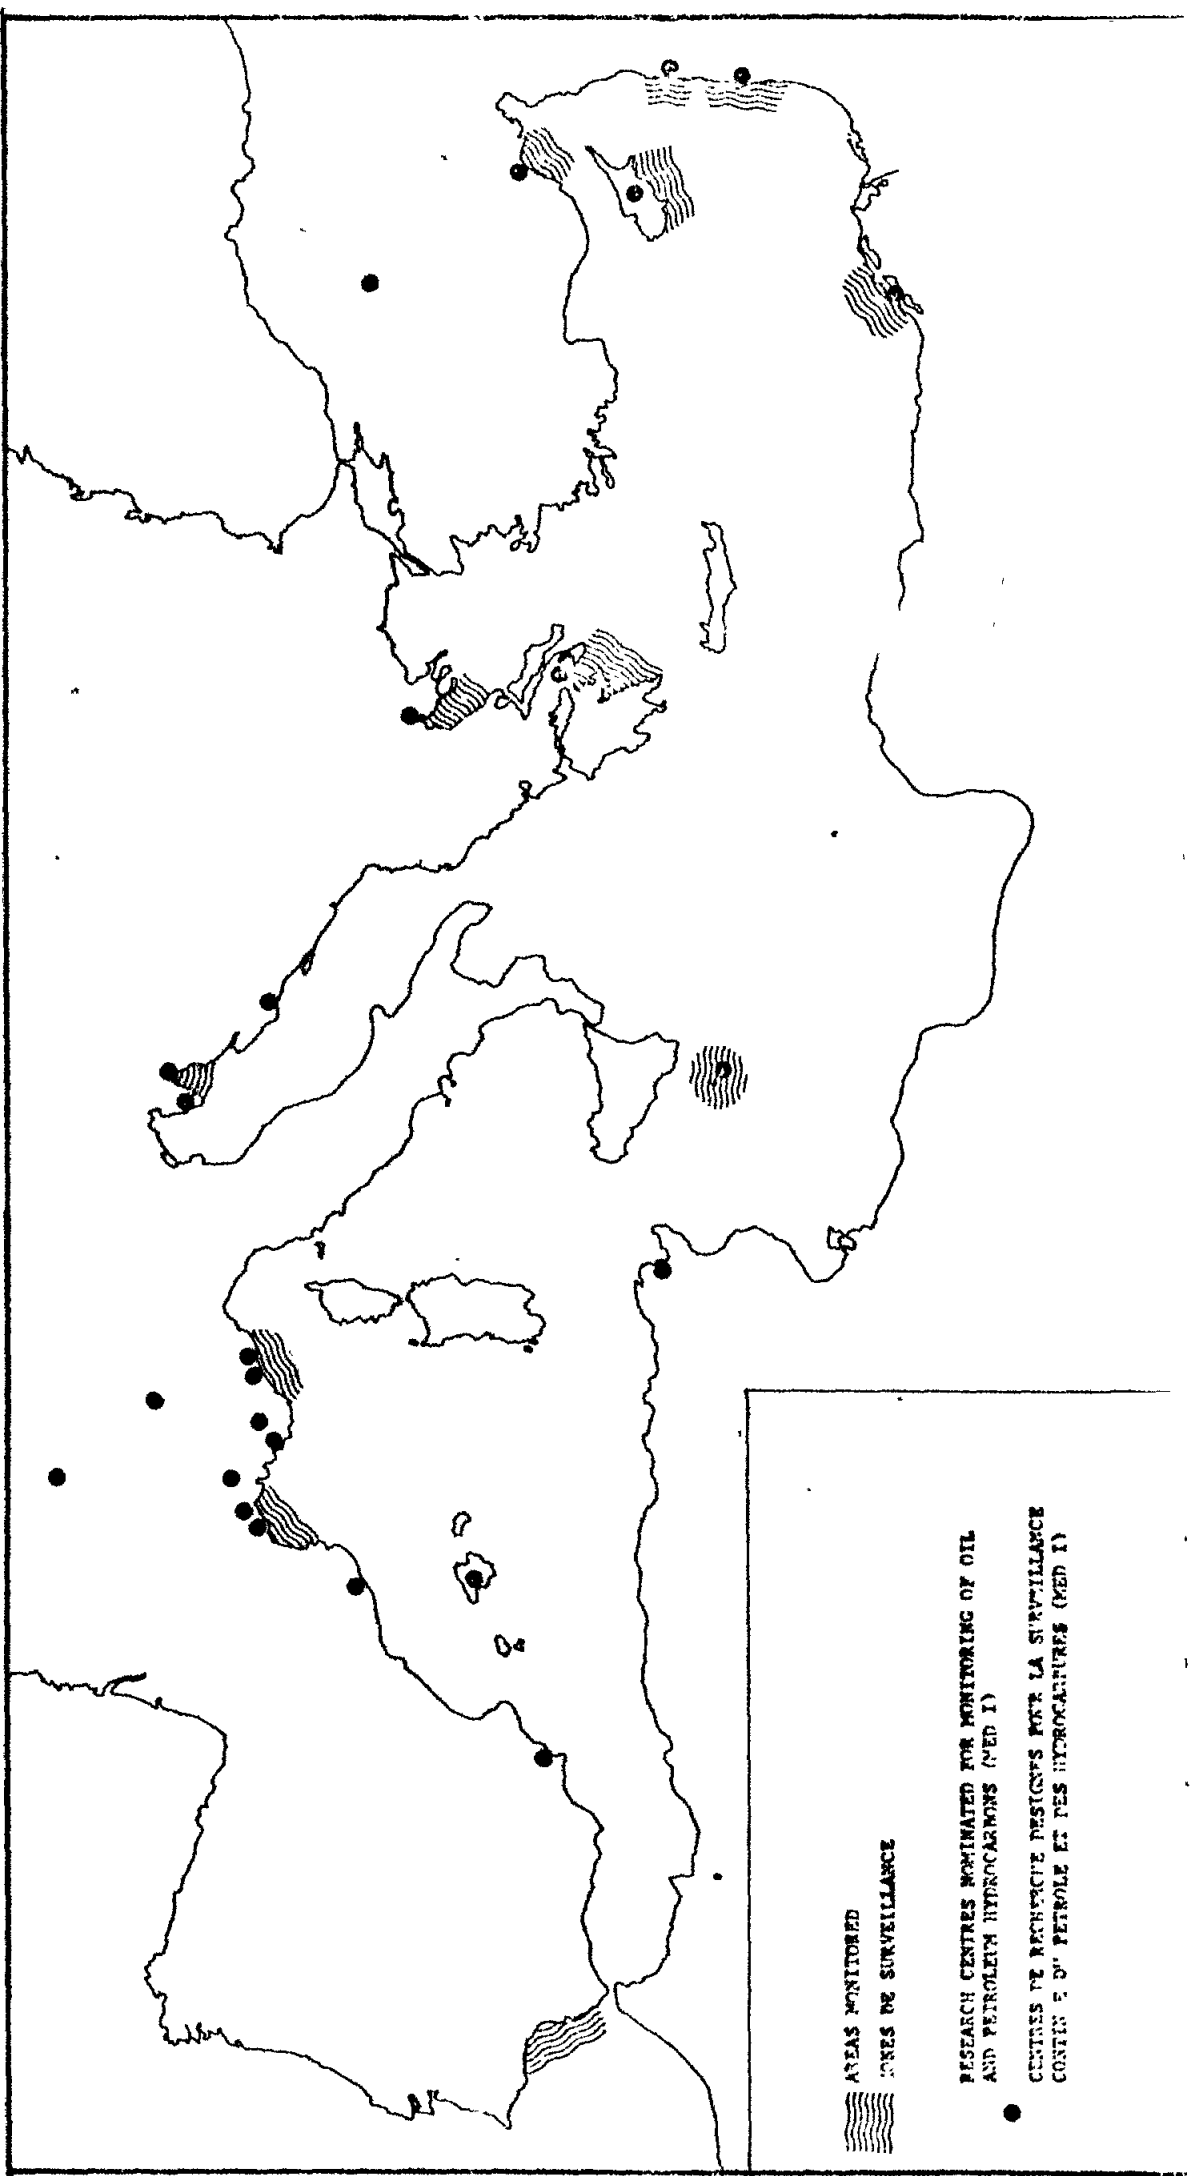 AREAS MONITORED
ZONES DE SURVEILLANCE
RESEARCH CENTRES NOMINATED FOR MONITORING OF OIL
AND PETROLEUM HYDROCARBONS (MED I)
CENTRES DE RECHERCHE DESIGNES POUR LA SURVEILLANCE
PETROLE ET DES HYDROCARBURES (MED I)